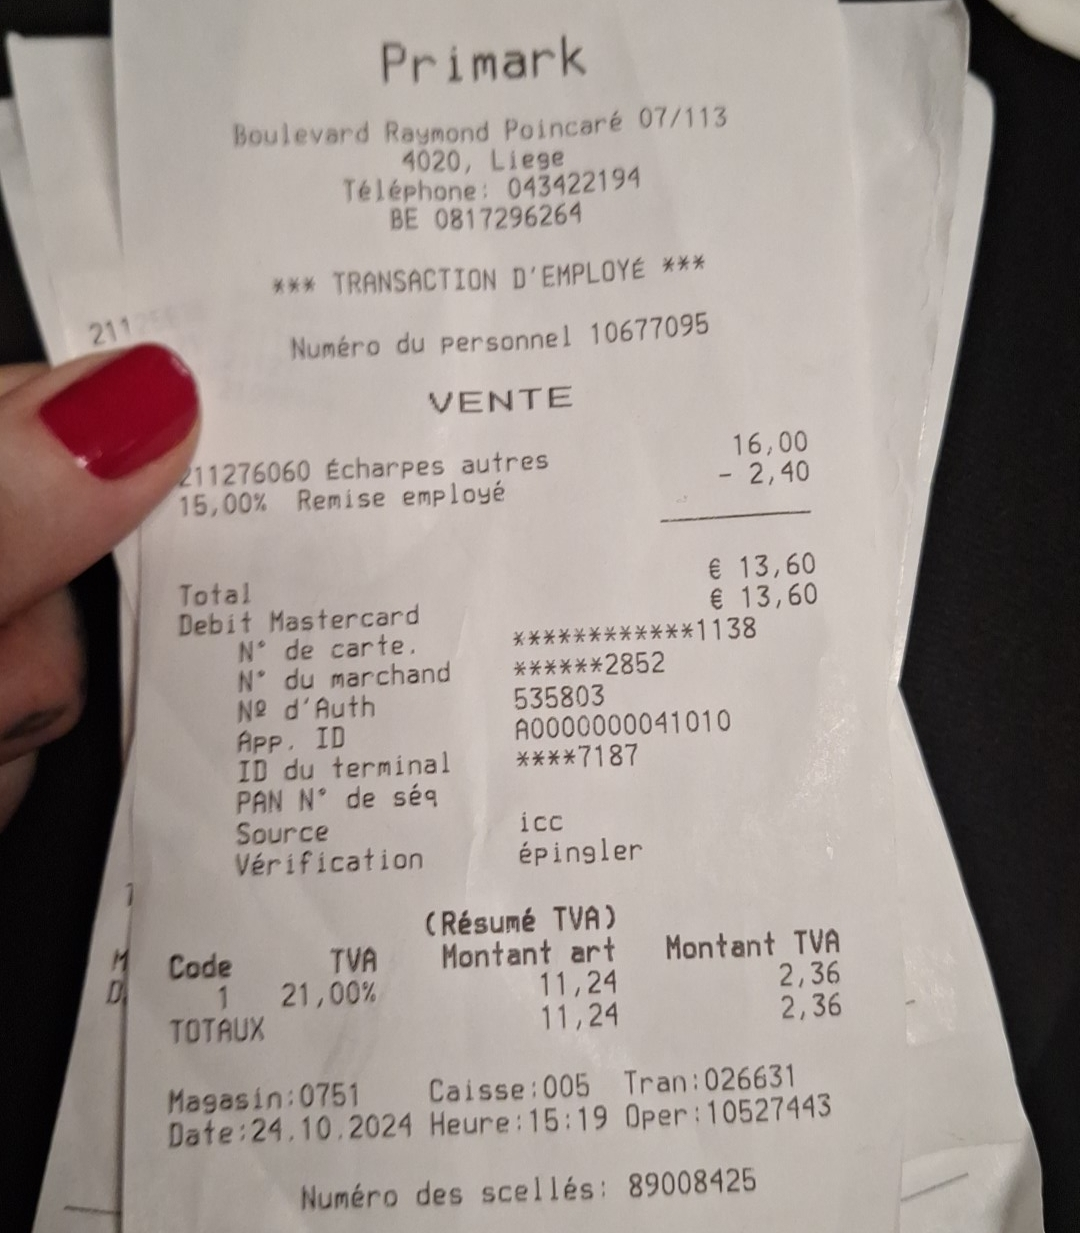 Primark
Boulevard Raymond Poincaré 07/113
4020, Liege
Téléphone: 043422194
BE 0817296264
*** TRANSACTION D'EMPLOYÉ ***
211
Numéro du personnel 10677095
VENTE
211276060 Écharpes autres 16,00
15,00% Remise employé - 2,40
Total € 13,60
Debit Mastercard € 13,60
N° de carte. ************1138
N° du marchand ******2852
Nº d'Auth 535803
App. ID A0000000041010
ID du terminal ****7187
PAN N° de séq
Source icc
Vérification épingler
(Résumé TVA)
Code TVA Montant art Montant TVA
1 21,00% 11,24 2,36
TOTAUX 11,24 2,36
Magasin:0751 Caisse:005 Tran:026631
Date:24.10.2024 Heure:15:19 Oper:10527443
Numéro des scellés: 89008425